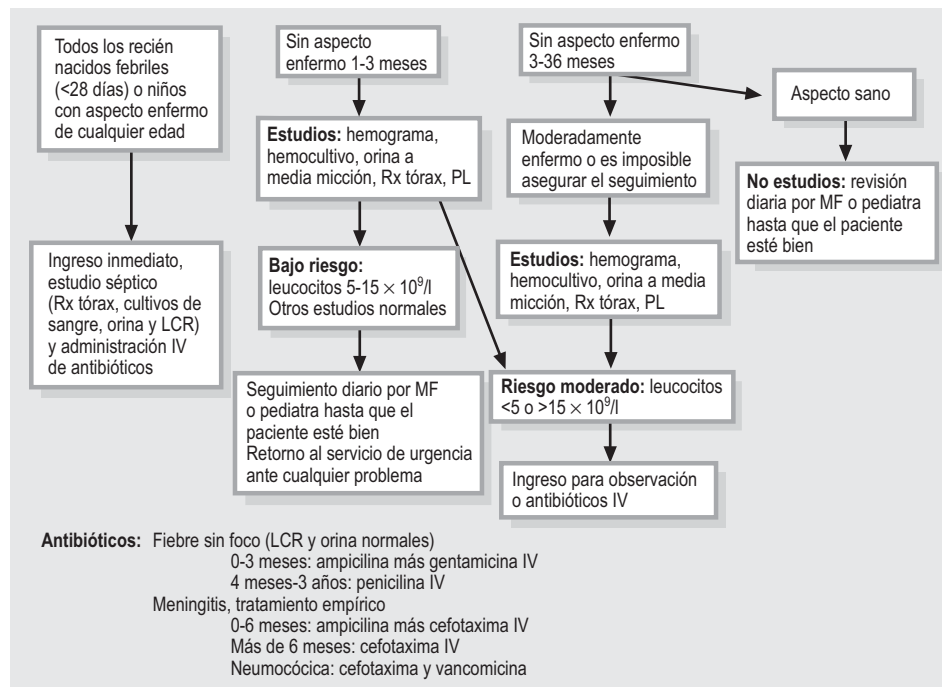 Todos los recién
nacidos febriles
(<28 días) o niños
con aspecto enfermo
de cualquier edad
Ingreso inmediato,
estudio séptico
(Rx tórax, cultivos de
sangre, orina y LCR)
y administración IV
de antibióticos
Sin aspecto
enfermo 1-3 meses
Estudios: hemograma,
hemocultivo, orina a
media micción, Rx tórax, PL
Bajo riesgo:
leucocitos 5-15 × 10⁹/l
Otros estudios normales
Seguimiento diario por MF
o pediatra hasta que el
paciente esté bien
Retorno al servicio de urgencia
ante cualquier problema
Sin aspecto enfermo
3-36 meses
Moderadamente
enfermo o es imposible
asegurar el seguimiento
Estudios: hemograma,
hemocultivo, orina a media
micción, Rx tórax, PL
Riesgo moderado: leucocitos
<5 o >15 × 10⁹/l
Ingreso para observación
o antibióticos IV
Aspecto sano
No estudios: revisión
diaria por MF o pediatra
hasta que el paciente
esté bien
Antibióticos: Fiebre sin foco (LCR y orina normales)
0-3 meses: ampicilina más gentamicina IV
4 meses-3 años: penicilina IV
Meningitis, tratamiento empírico
0-6 meses: ampicilina más cefotaxima IV
Más de 6 meses: cefotaxima IV
Neumocócica: cefotaxima y vancomicina